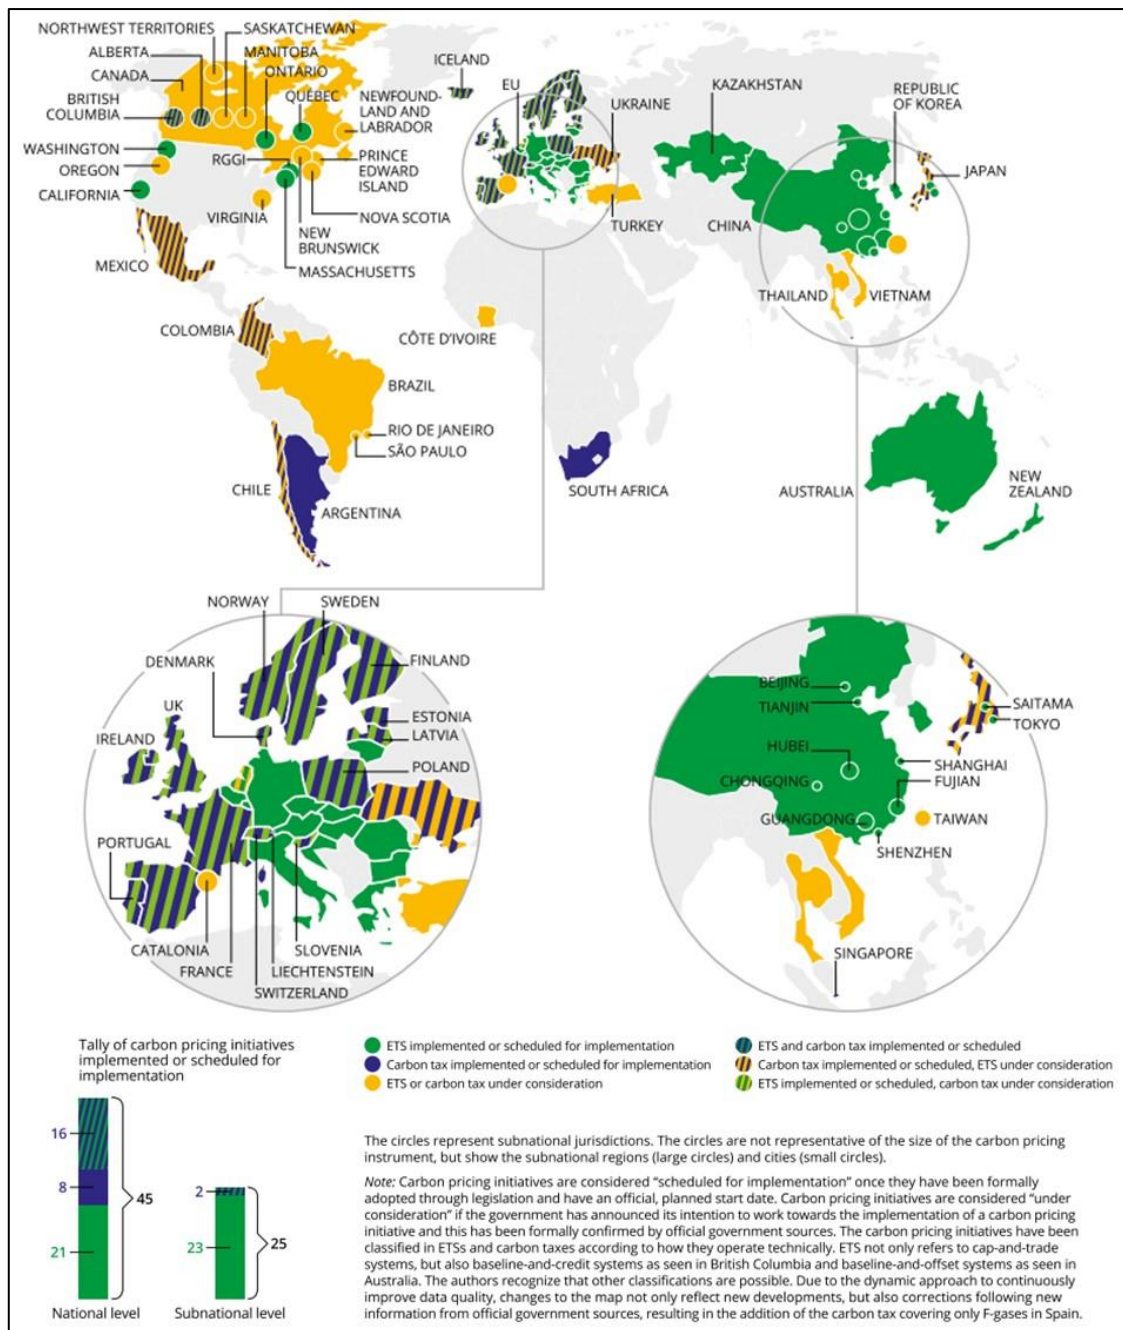 NORTHWEST TERRITORIES
SASKATCHEWAN
ALBERTA
MANITOBA
CANADA
ONTARIO
BRITISH
COLUMBIA
QUÉBEC
NEWFOUND-
LAND AND
LABRADOR
WASHINGTON
OREGON
RGGI
PRINCE
EDWARD
ISLAND
CALIFORNIA
VIRGINIA
NOVA SCOTIA
NEW
BRUNSWICK
MEXICO
MASSACHUSETTS
ICELAND
EU
UKRAINE
KAZAKHSTAN
REPUBLIC
OF KOREA
JAPAN
TURKEY
CHINA
THAILAND
VIETNAM
COLOMBIA
CÔTE D'IVOIRE
BRAZIL
RIO DE JANEIRO
SÃO PAULO
CHILE
ARGENTINA
SOUTH AFRICA
AUSTRALIA
NEW
ZEALAND
NORWAY
SWEDEN
DENMARK
FINLAND
UK
ESTONIA
IRELAND
LATVIA
POLAND
PORTUGAL
CATALONIA
SLOVENIA
FRANCE
LIECHTENSTEIN
SWITZERLAND
BEIJING
TIANJIN
SAITAMA
TOKYO
HUBEI
SHANGHAI
CHONGQING
FUJIAN
GUANGDONG
TAIWAN
SHENZHEN
SINGAPORE
Tally of carbon pricing initiatives
implemented or scheduled for
implementation
16
8
45
21
National level
2
23
25
Subnational level
ETS implemented or scheduled for implementation
Carbon tax implemented or scheduled for implementation
ETS or carbon tax under consideration
ETS and carbon tax implemented or scheduled
Carbon tax implemented or scheduled, ETS under consideration
ETS implemented or scheduled, carbon tax under consideration
The circles represent subnational jurisdictions. The circles are not representative of the size of the carbon pricing
instrument, but show the subnational regions (large circles) and cities (small circles).
Note: Carbon pricing initiatives are considered "scheduled for implementation" once they have been formally
adopted through legislation and have an official, planned start date. Carbon pricing initiatives are considered "under
consideration" if the government has announced its intention to work towards the implementation of a carbon pricing
initiative and this has been formally confirmed by official government sources. The carbon pricing initiatives have been
classified in ETSs and carbon taxes according to how they operate technically. ETS not only refers to cap-and-trade
systems, but also baseline-and-credit systems as seen in British Columbia and baseline-and-offset systems as seen in
Australia. The authors recognize that other classifications are possible. Due to the dynamic approach to continuously
improve data quality, changes to the map not only reflect new developments, but also corrections following new
information from official government sources, resulting in the addition of the carbon tax covering only F-gases in Spain.